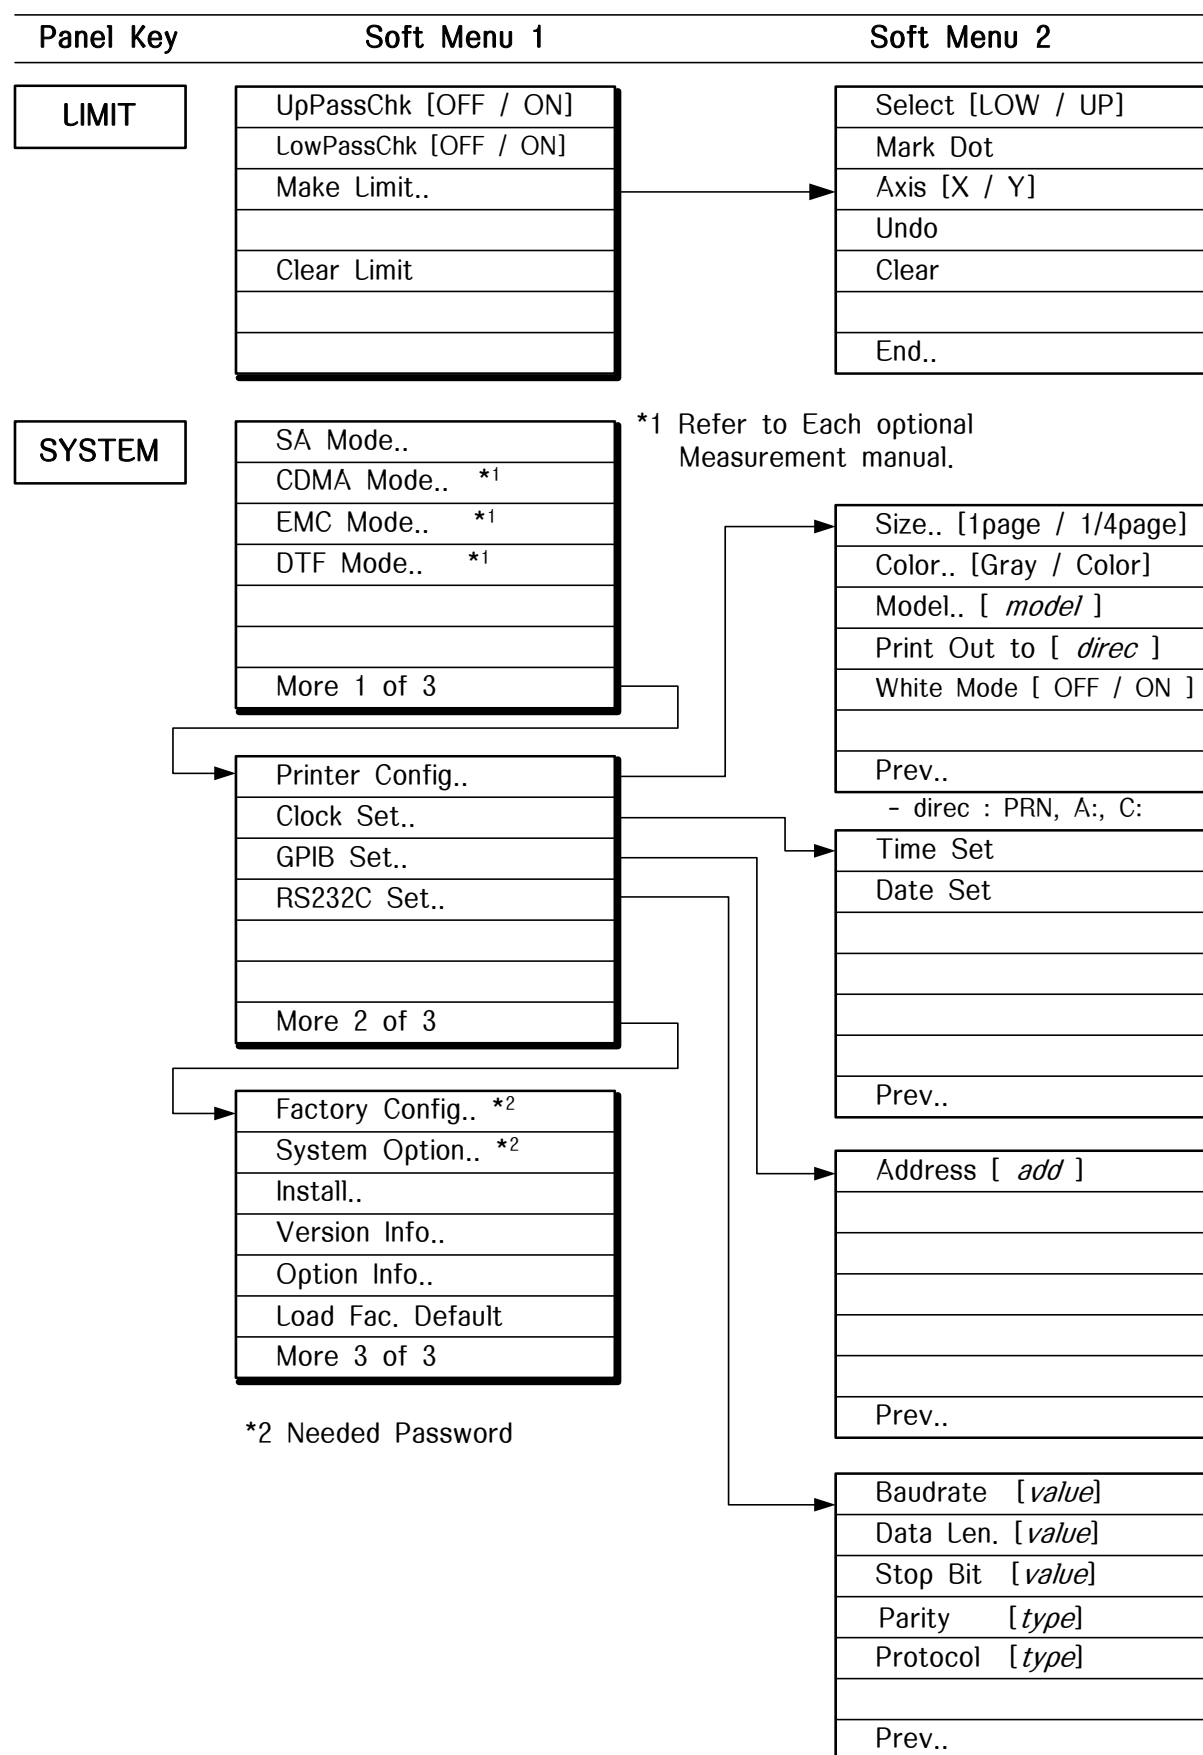 Panel Key Soft Menu 1 Soft Menu 2
LIMIT
UpPassChk [OFF / ON]
LowPassChk [OFF / ON]
Make Limit..
Clear Limit
Select [LOW / UP]
Mark Dot
Axis [X / Y]
Undo
Clear
End..
SYSTEM
SA Mode..
CDMA Mode.. *1
EMC Mode.. *1
DTF Mode.. *1
More 1 of 3
*1 Refer to Each optional
Measurement manual.
Size.. [1page / 1/4page]
Color.. [Gray / Color]
Model.. [ model ]
Print Out to [ direc ]
White Mode [ OFF / ON ]
Prev..
- direc : PRN, A:, C:
Printer Config..
Clock Set..
GPIB Set..
RS232C Set..
More 2 of 3
Time Set
Date Set
Prev..
Factory Config.. *2
System Option.. *2
Install..
Version Info..
Option Info..
Load Fac. Default
More 3 of 3
*2 Needed Password
Address [ add ]
Prev..
Baudrate [value]
Data Len. [value]
Stop Bit [value]
Parity [type]
Protocol [type]
Prev..